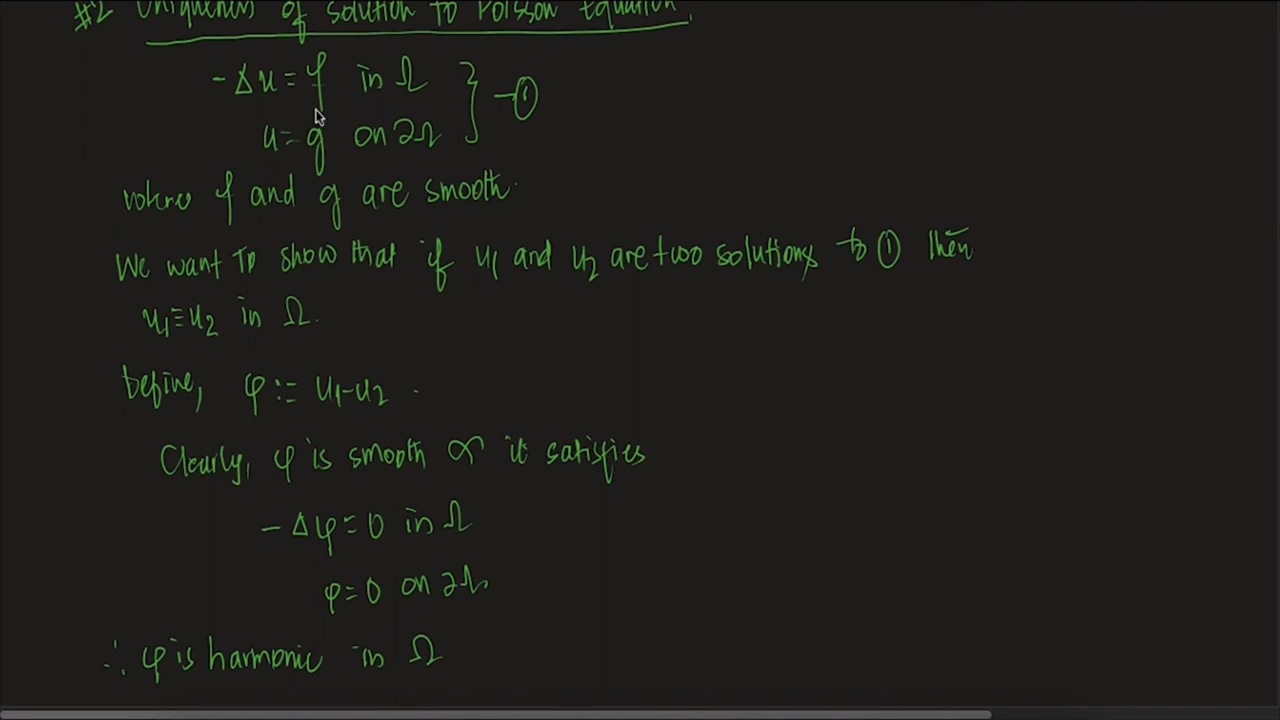 #2 Uniqueness of solution to Poisson Equation.
-Δu = f in Ω
u = g on ∂Ω } -①
where f and g are smooth.
We want to show that if u₁ and u₂ are two solutions to ① then
u₁ ≡ u₂ in Ω.
Define, φ := u₁-u₂ .
Clearly, φ is smooth & it satisfies
-Δφ = 0 in Ω
φ = 0 on ∂Ω
∴ φ is harmonic in Ω